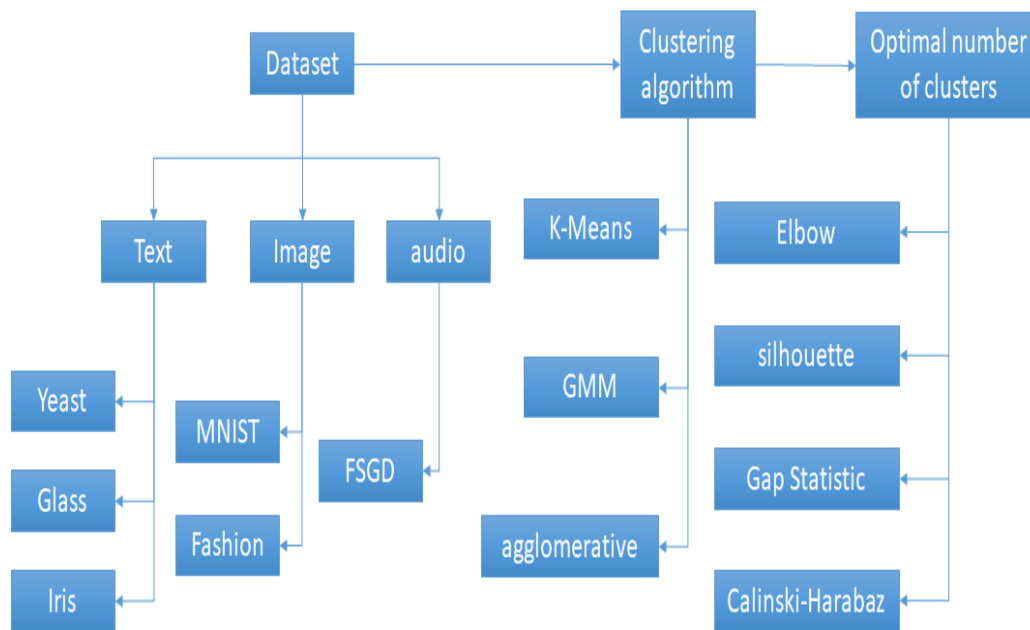 Dataset
Clustering
algorithm
Optimal number
of clusters
Text
Image
audio
K-Means
Elbow
GMM
silhouette
Yeast
MNIST
FSGD
Gap Statistic
Glass
Fashion
agglomerative
Iris
Calinski-Harabaz